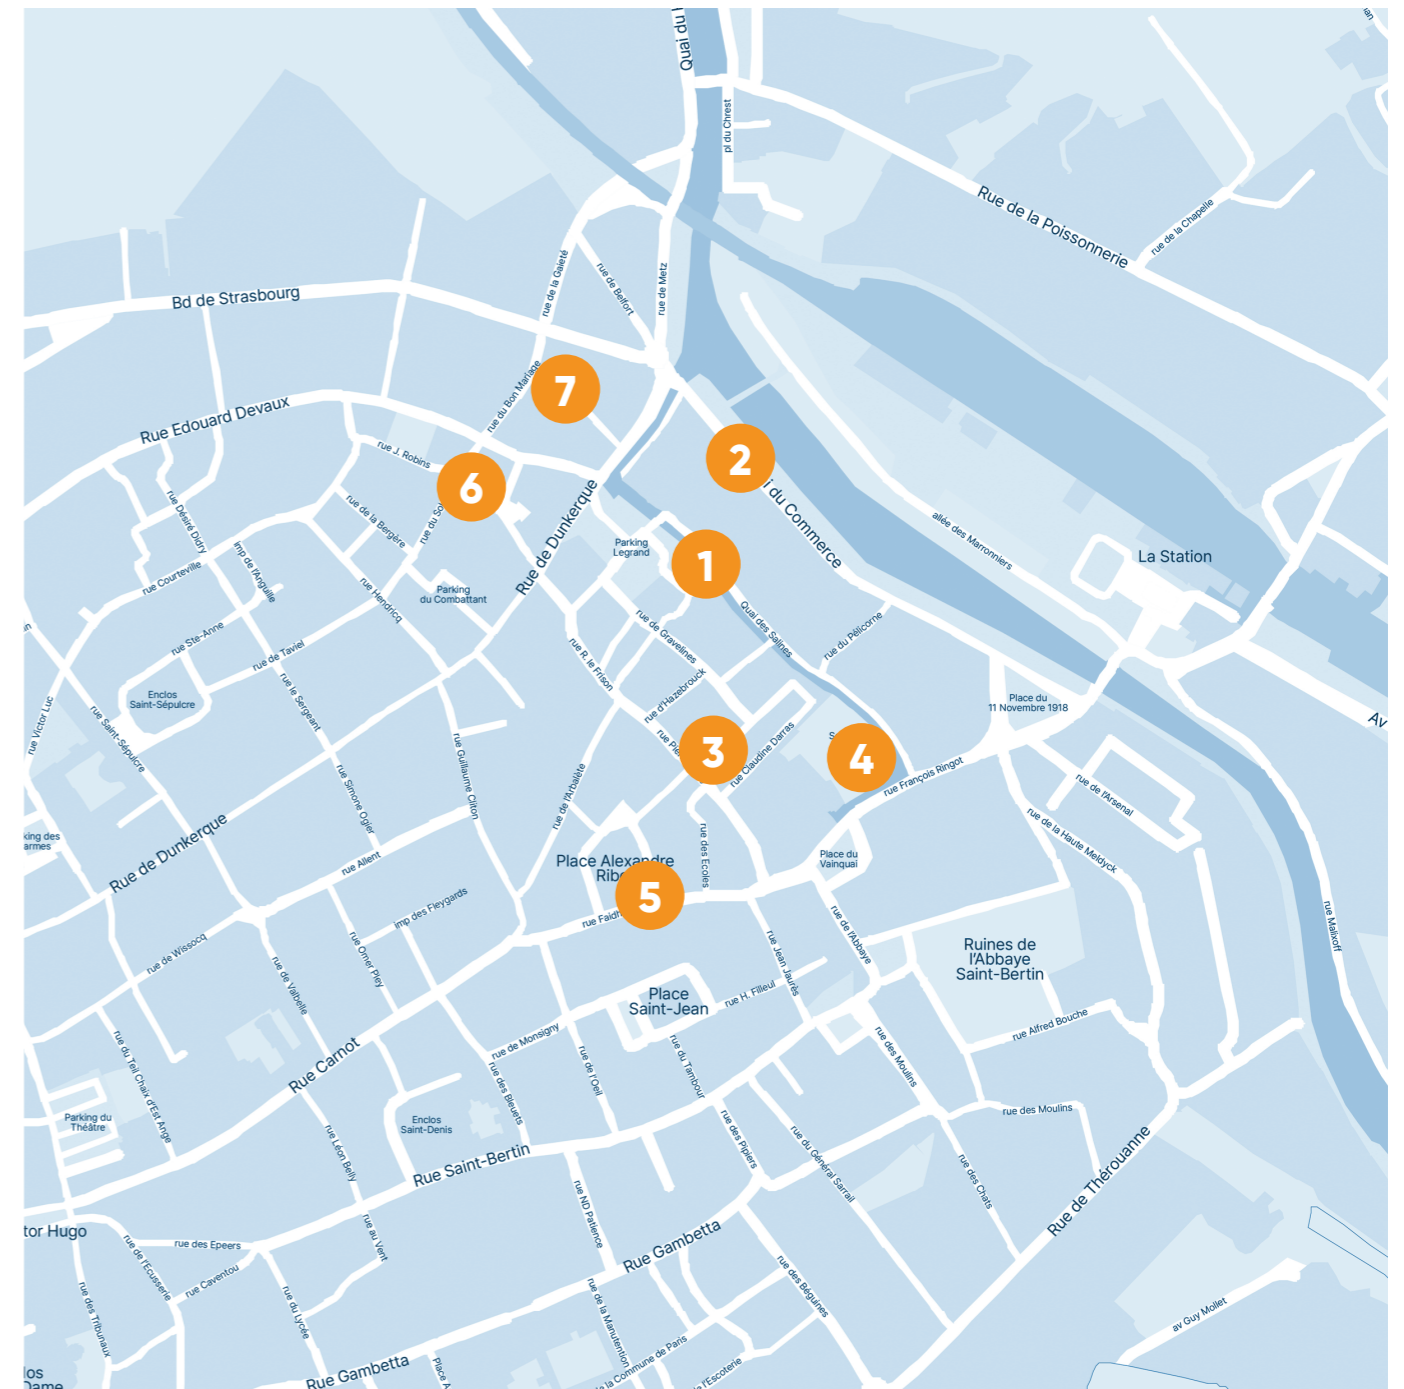 Quai du
pl du Chrest
Rue de la Poissonnerie
rue de la Chapelle
rue de la Gaieté
rue de Belfort
rue de Metz
Bd de Strasbourg
rue du Bon Mariage
7
Rue Edouard Devaux
rue J. Robins
6
2
i du Commerce
rue Désiré Didry
rue de la Bergère
rue du
Rue de Dunkerque
Parking
Legrand
1
allée des Marronniers
La Station
imp de l'Anguille
rue Courteville
rue Hendricq
Parking
du Combattant
Quai des Salines
rue de Gravelines
rue du Pélicorne
rue Ste-Anne
rue de Taviel
rue R. le Frison
rue d'Hazebrouck
Enclos
Saint-Sépulcre
rue le Sergeant
rue Victor Luc
rue Saint-Sépulcre
rue Guillaume Cliton
rue
3
rue Claudine Darras
4
Place du
11 Novembre 1918
Av
rue François Ringot
rue de l'Arsenal
rue Simone Ogier
rue de l'Arbalète
rue de la Haute Meldyck
king des
armes
Rue de Dunkerque
rue Allent
rue des Ecoles
Place Alexandre
Place du
Vainquai
5
imp des Fleygards
rue de l'Abbaye
rue Malixoff
rue de Wissocq
rue Omer Pley
rue Jean Jaurès
Ruines de
l'Abbaye
Saint-Bertin
rue de Valbelle
Place
Saint-Jean
rue H. Filleul
rue de Monsigny
rue Alfred Bouche
rue du Teil Chaix d'Est Ange
Rue Carnot
rue des Bleuets
rue de l'Oeil
rue du Tambour
rue des Moulins
Parking du
Théâtre
Enclos
Saint-Denis
rue des Moulins
rue Léon Belly
Rue Saint-Bertin
rue des Pipiers
rue du Général Sarrail
rue des Chats
Rue de Thérouanne
tor Hugo
rue des Epeers
rue de l'Ecusserie
rue au Vent
rue ND Patience
Rue Gambetta
rue Caventou
rue du Lycée
rue des Tribunaux
rue de la Manutention
rue des Béguines
av Guy Mollet
Rue Gambetta
Place A
la Commune de Paris
l'Escoterie
los
Dame